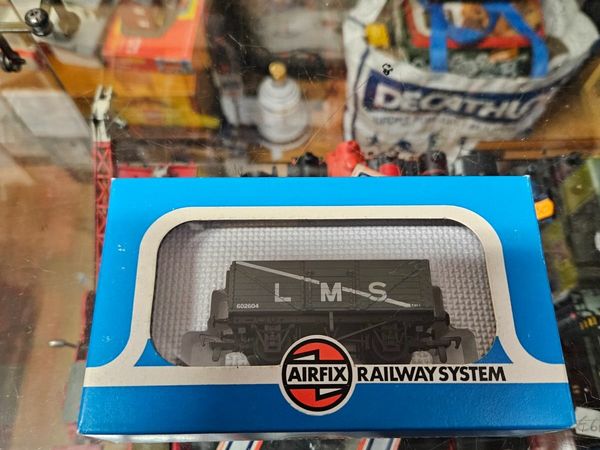 DECATHLO
L M S
602604
AIRFIX RAILWAY SYSTEM